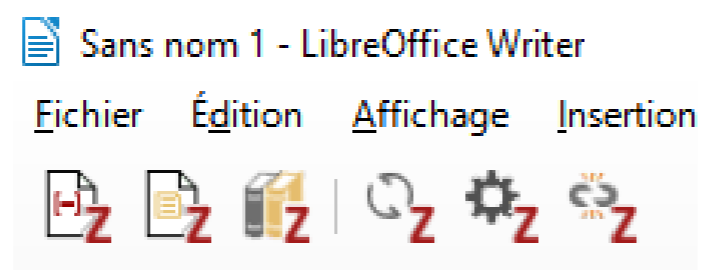 Sans nom 1 - LibreOffice Writer
Fichier Édition Affichage Insertion
Z Z Z Z Z Z